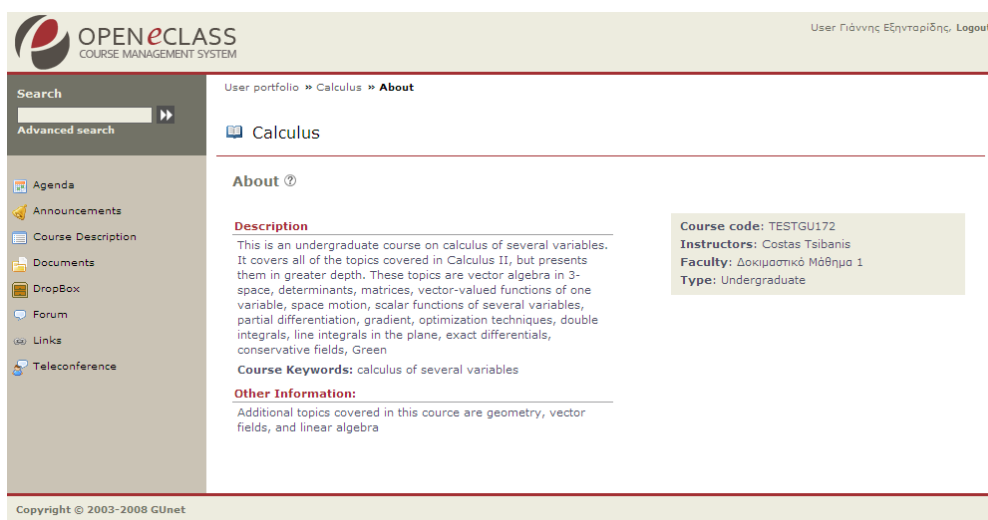 OPENeCLASS
COURSE MANAGEMENT SYSTEM
User Γιάννης Εξηνταρίδης, Logout
Search
Advanced search
User portfolio » Calculus » About
Calculus
Agenda
Announcements
Course Description
Documents
DropBox
Forum
Links
Teleconference
About
Description
This is an undergraduate course on calculus of several variables.
It covers all of the topics covered in Calculus II, but presents
them in greater depth. These topics are vector algebra in 3-
space, determinants, matrices, vector-valued functions of one
variable, space motion, scalar functions of several variables,
partial differentiation, gradient, optimization techniques, double
integrals, line integrals in the plane, exact differentials,
conservative fields, Green
Course Keywords: calculus of several variables
Other Information:
Additional topics covered in this cource are geometry, vector
fields, and linear algebra
Course code: TESTGU172
Instructors: Costas Tsibanis
Faculty: Δοκιμαστικό Μάθημα 1
Type: Undergraduate
Copyright © 2003-2008 GUnet